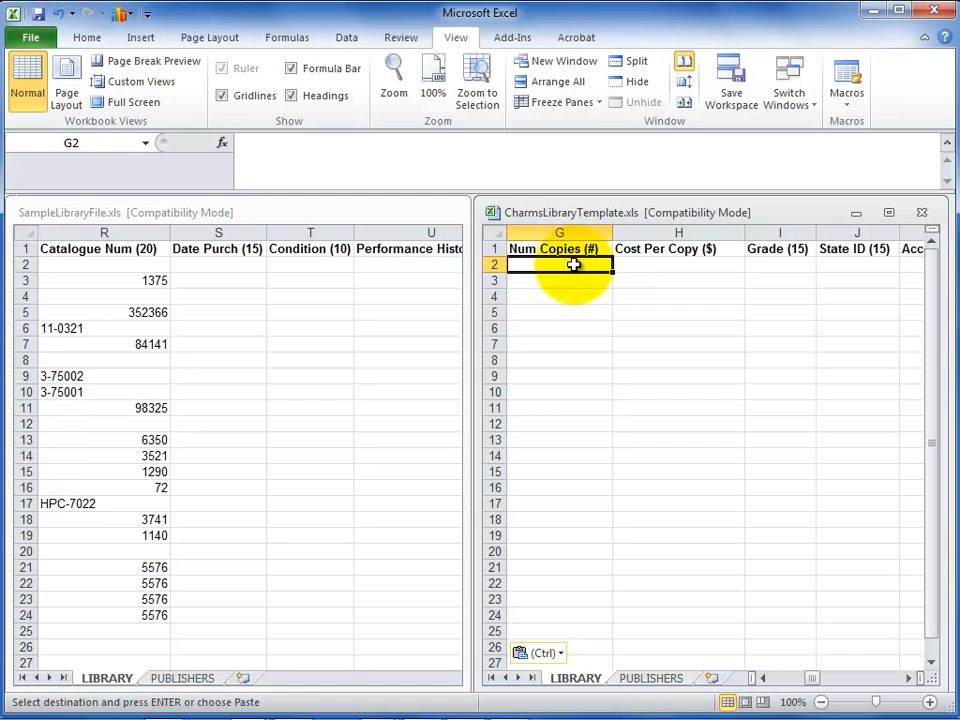 Microsoft Excel
File Home Insert Page Layout Formulas Data Review View Add-Ins Acrobat
Normal Page Layout Page Break Preview Custom Views Full Screen
Workbook Views
Ruler Formula Bar
Gridlines Headings
Show
Zoom 100% Zoom to Selection
Zoom
New Window Arrange All Freeze Panes Split Hide Unhide
Save Workspace Switch Windows
Window
Macros
Macros
G2 fx
SampleLibraryFile.xls [Compatibility Mode]
R S T U
1 Catalogue Num (20) Date Purch (15) Condition (10) Performance Histo
2
3 1375
4
5 352366
6 11-0321
7 84141
8
9 3-75002
10 3-75001
11 98325
12
13 6350
14 3521
15 1290
16 72
17 HPC-7022
18 3741
19 1140
20
21 5576
22 5576
23 5576
24 5576
25
26
27
LIBRARY PUBLISHERS
CharmsLibraryTemplate.xls [Compatibility Mode]
G H I J
1 Num Copies (#) Cost Per Copy ($) Grade (15) State ID (15) Acc
2
3
4
5
6
7
8
9
10
11
12
13
14
15
16
17
18
19
20
21
22
23
24
25
26
27
(Ctrl)
LIBRARY PUBLISHERS
Select destination and press ENTER or choose Paste 100%